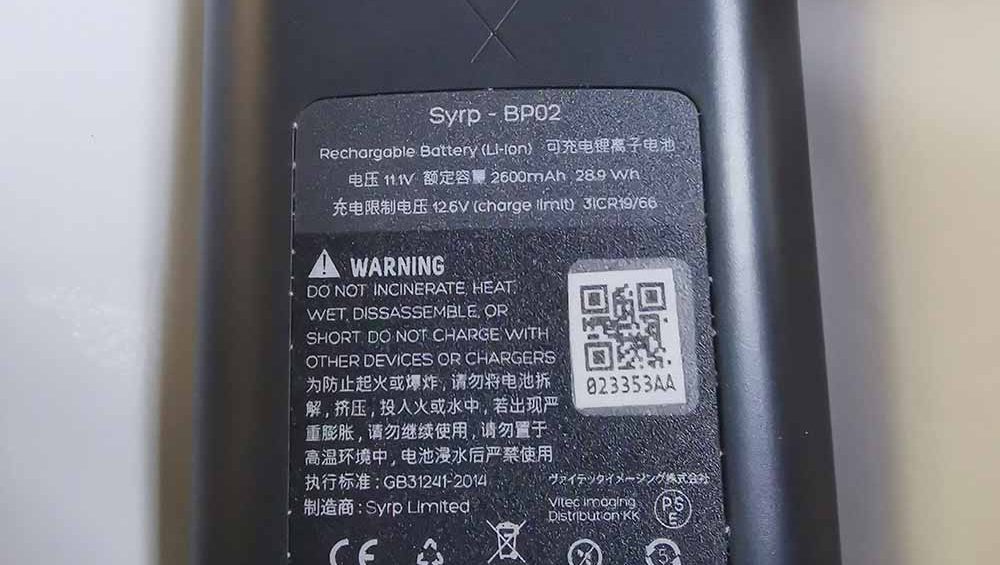 Syrp - BP02
Rechargable Battery (Li-Ion) 可充电锂离子电池
电压 11.1V 额定容量 2600mAh 28.9 Wh
充电限制电压 12.6V (charge limit) 3ICR19/66
WARNING
DO NOT INCINERATE, HEAT,
WET, DISSASSEMBLE, OR
SHORT DO NOT CHARGE WITH
OTHER DEVICES OR CHARGERS
为防止起火或爆炸，请勿将电池拆
解，挤压，投人火或水中，若出现严
重膨胀，请勿继续使用，请勿置于
高温环境中，电池浸水后严禁使用
执行标准：GB31241-2014
制造商：Syrp Limited
023353AA
ヴァイテックイメージング株式会社
Vitec Imaging
Distribution KK
PS
E
CE
5